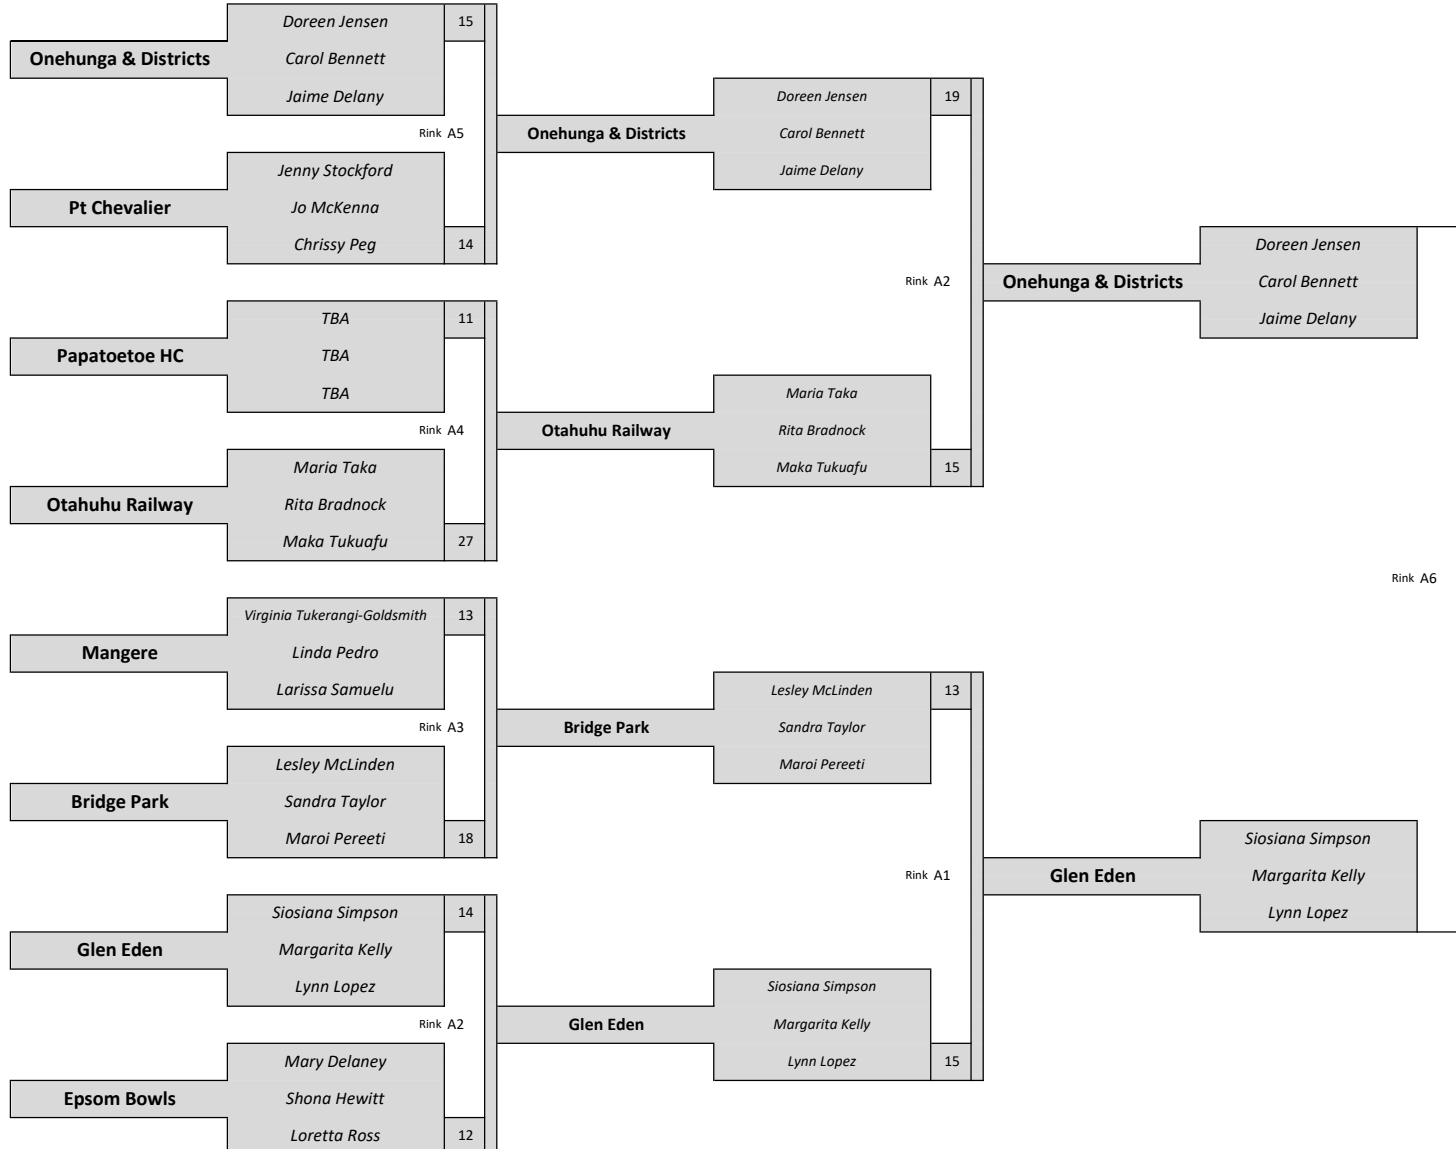 Doreen Jensen 15
Onehunga & Districts Carol Bennett
Jaime Delany
Rink A5
Jenny Stockford
Pt Chevalier Jo McKenna
Chrissy Peg 14
TBA 11
Papatoetoe HC TBA
TBA
Rink A4
Maria Taka
Otahuhu Railway Rita Bradnock
Maka Tukuafu 27
Virginia Tukerangi-Goldsmith 13
Mangere Linda Pedro
Larissa Samuelu
Rink A3
Lesley McLinden
Bridge Park Sandra Taylor
Maroi Pereeti 18
Siosiana Simpson 14
Glen Eden Margarita Kelly
Lynn Lopez
Rink A2
Mary Delaney
Epsom Bowls Shona Hewitt
Loretta Ross 12
Doreen Jensen 19
Onehunga & Districts Carol Bennett
Jaime Delany
Rink A2
Maria Taka
Otahuhu Railway Rita Bradnock
Maka Tukuafu 15
Lesley McLinden 13
Bridge Park Sandra Taylor
Maroi Pereeti
Rink A1
Siosiana Simpson
Glen Eden Margarita Kelly
Lynn Lopez 15
Doreen Jensen
Onehunga & Districts Carol Bennett
Jaime Delany
Rink A6
Siosiana Simpson
Glen Eden Margarita Kelly
Lynn Lopez